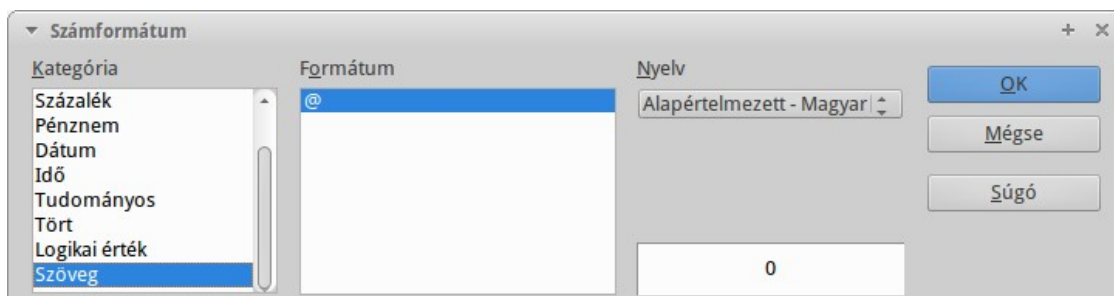 Számformátum
Kategória
Százalék
Pénznem
Dátum
Idő
Tudományos
Tört
Logikai érték
Szöveg
Formátum
@
Nyelv
Alapértelmezett - Magyar
0
OK
Mégse
Súgó